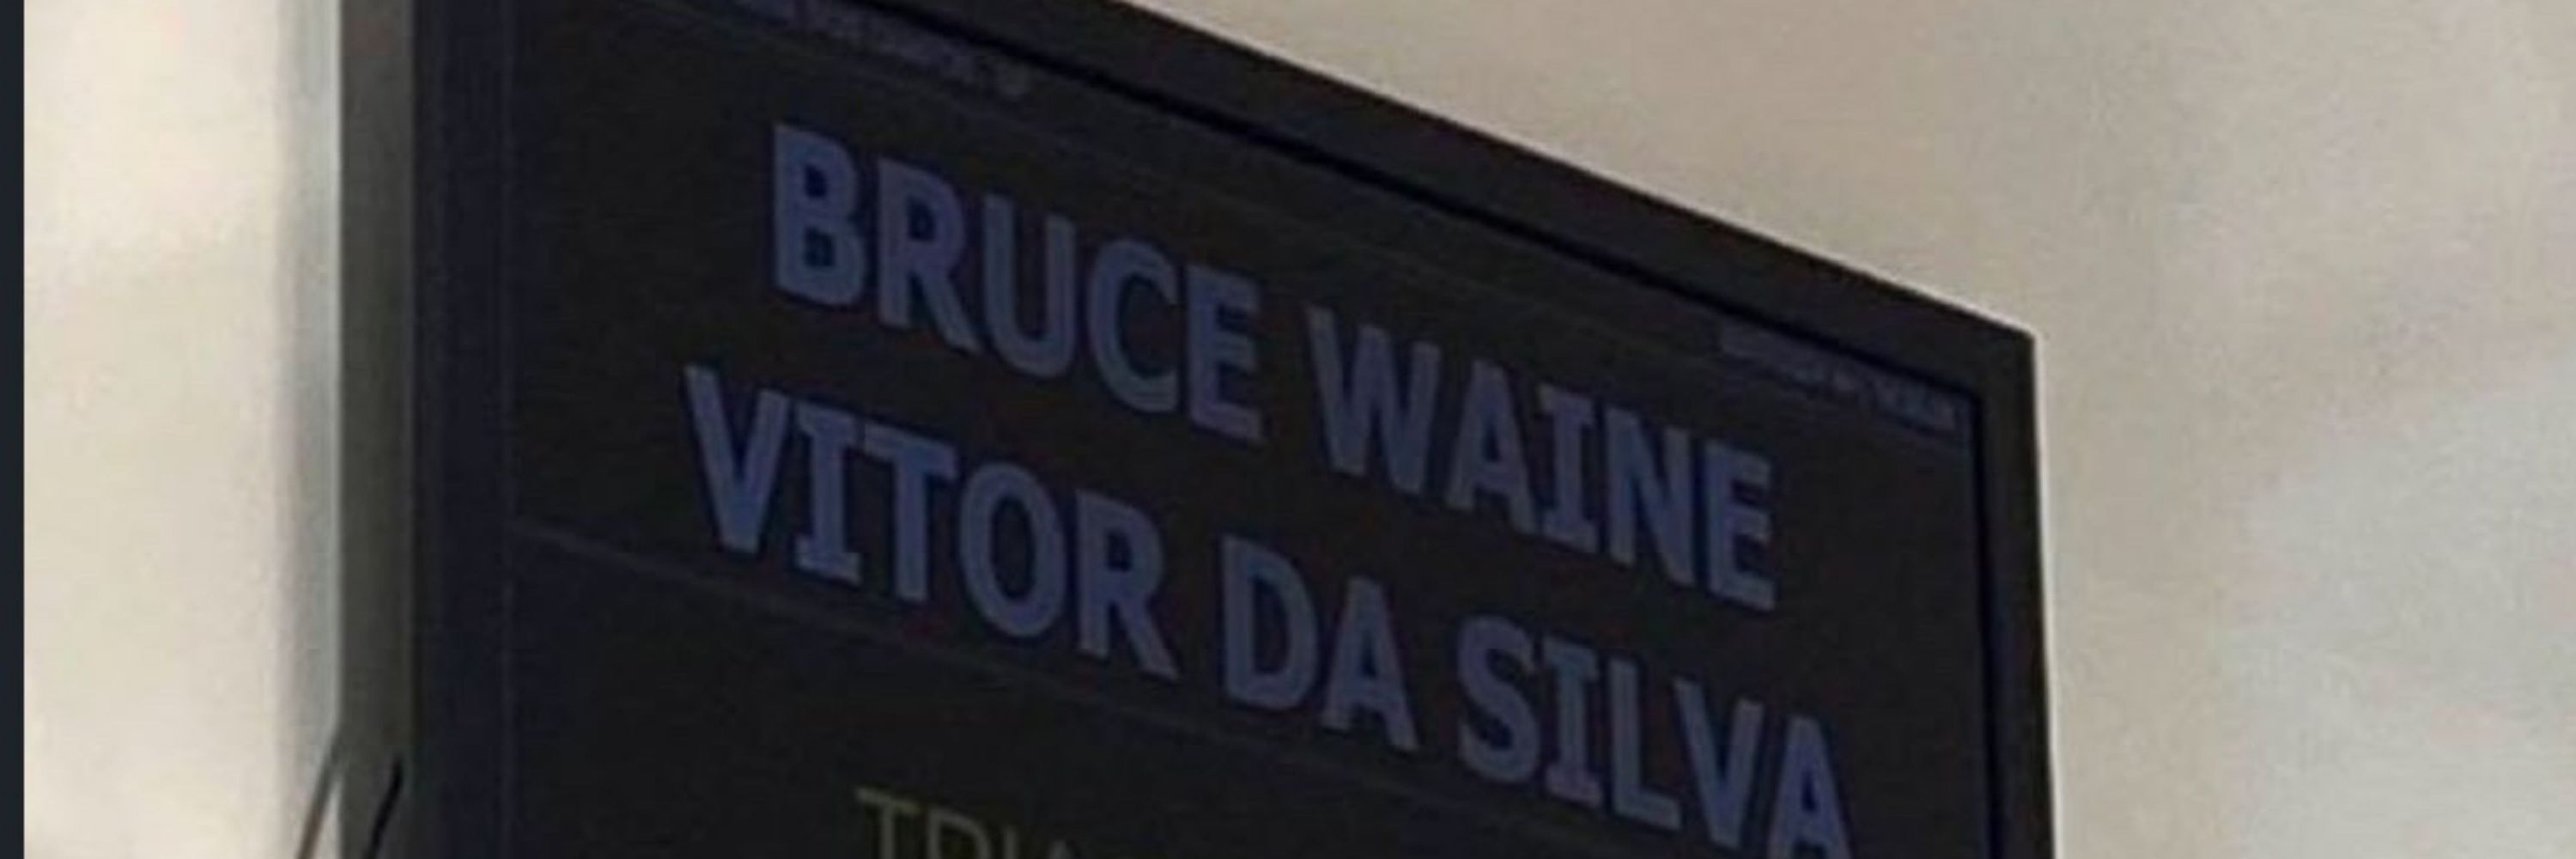 BRUCE WAINE
VITOR DA SILVA